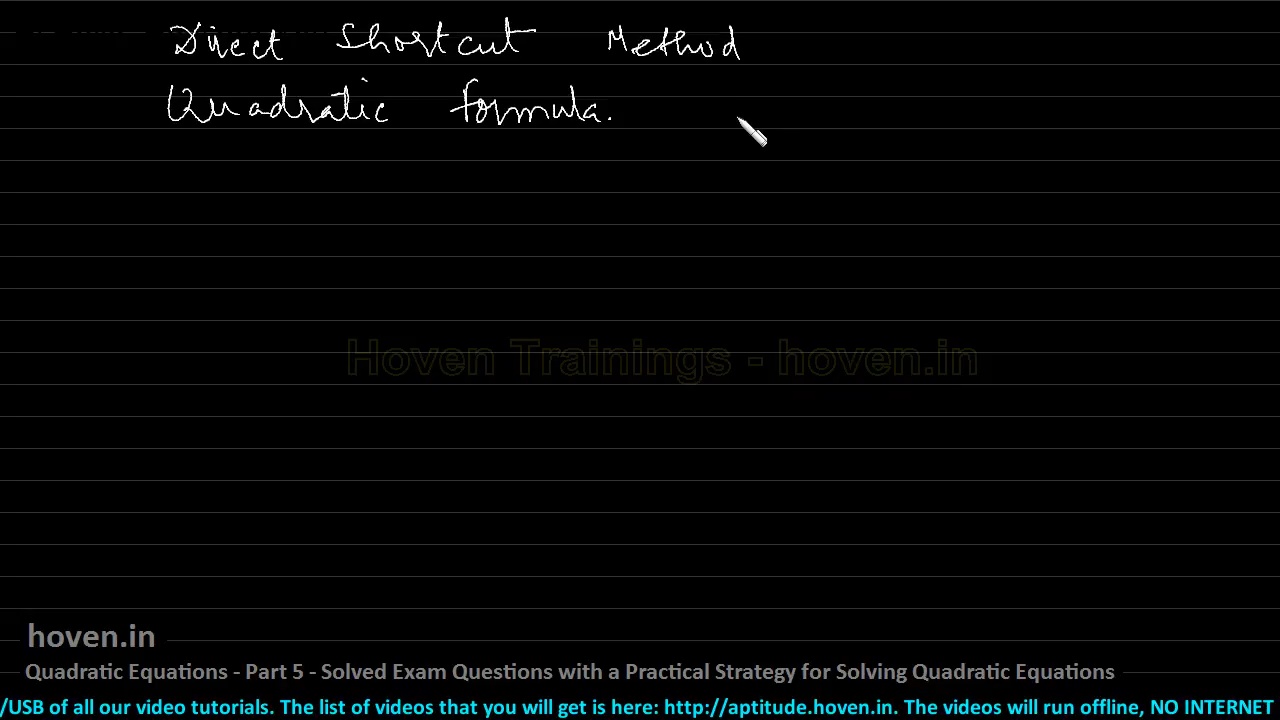 Direct Shortcut Method
Quadratic formula.
Hoven Trainings - hoven.in
hoven.in
Quadratic Equations - Part 5 - Solved Exam Questions with a Practical Strategy for Solving Quadratic Equations
/USB of all our video tutorials. The list of videos that you will get is here: http://aptitude.hoven.in. The videos will run offline, NO INTERNET